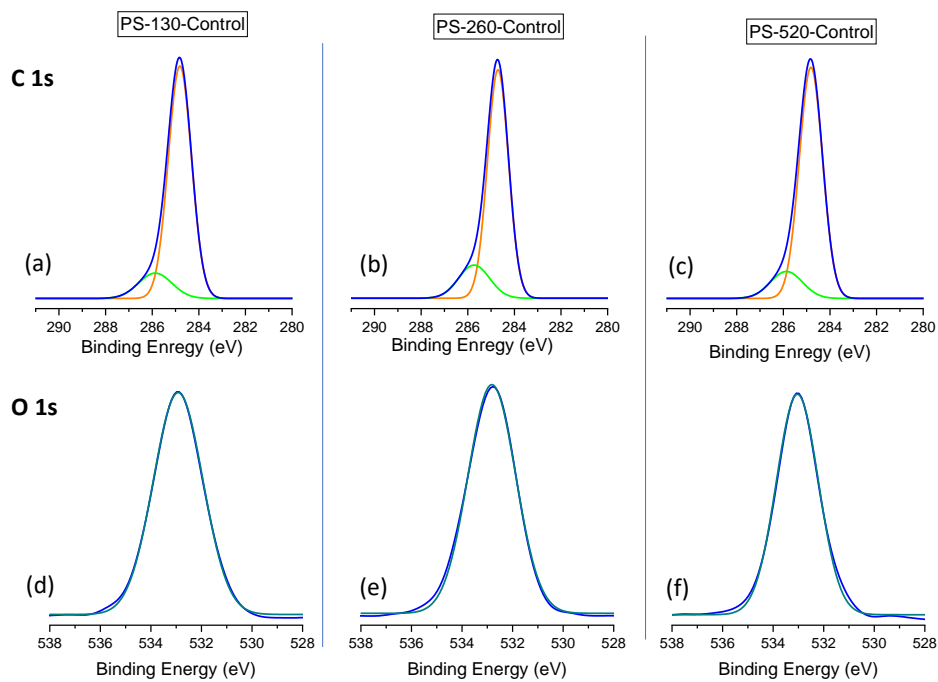 PS-130-Control PS-260-Control PS-520-Control
C 1s
(a) (b) (c)
290 288 286 284 282 280 290 288 286 284 282 280 290 288 286 284 282 280
Binding Enregy (eV) Binding Enregy (eV) Binding Enregy (eV)
O 1s
(d) (e) (f)
538 536 534 532 530 528 538 536 534 532 530 528 538 536 534 532 530 528
Binding Energy (eV) Binding Energy (eV) Binding Energy (eV)